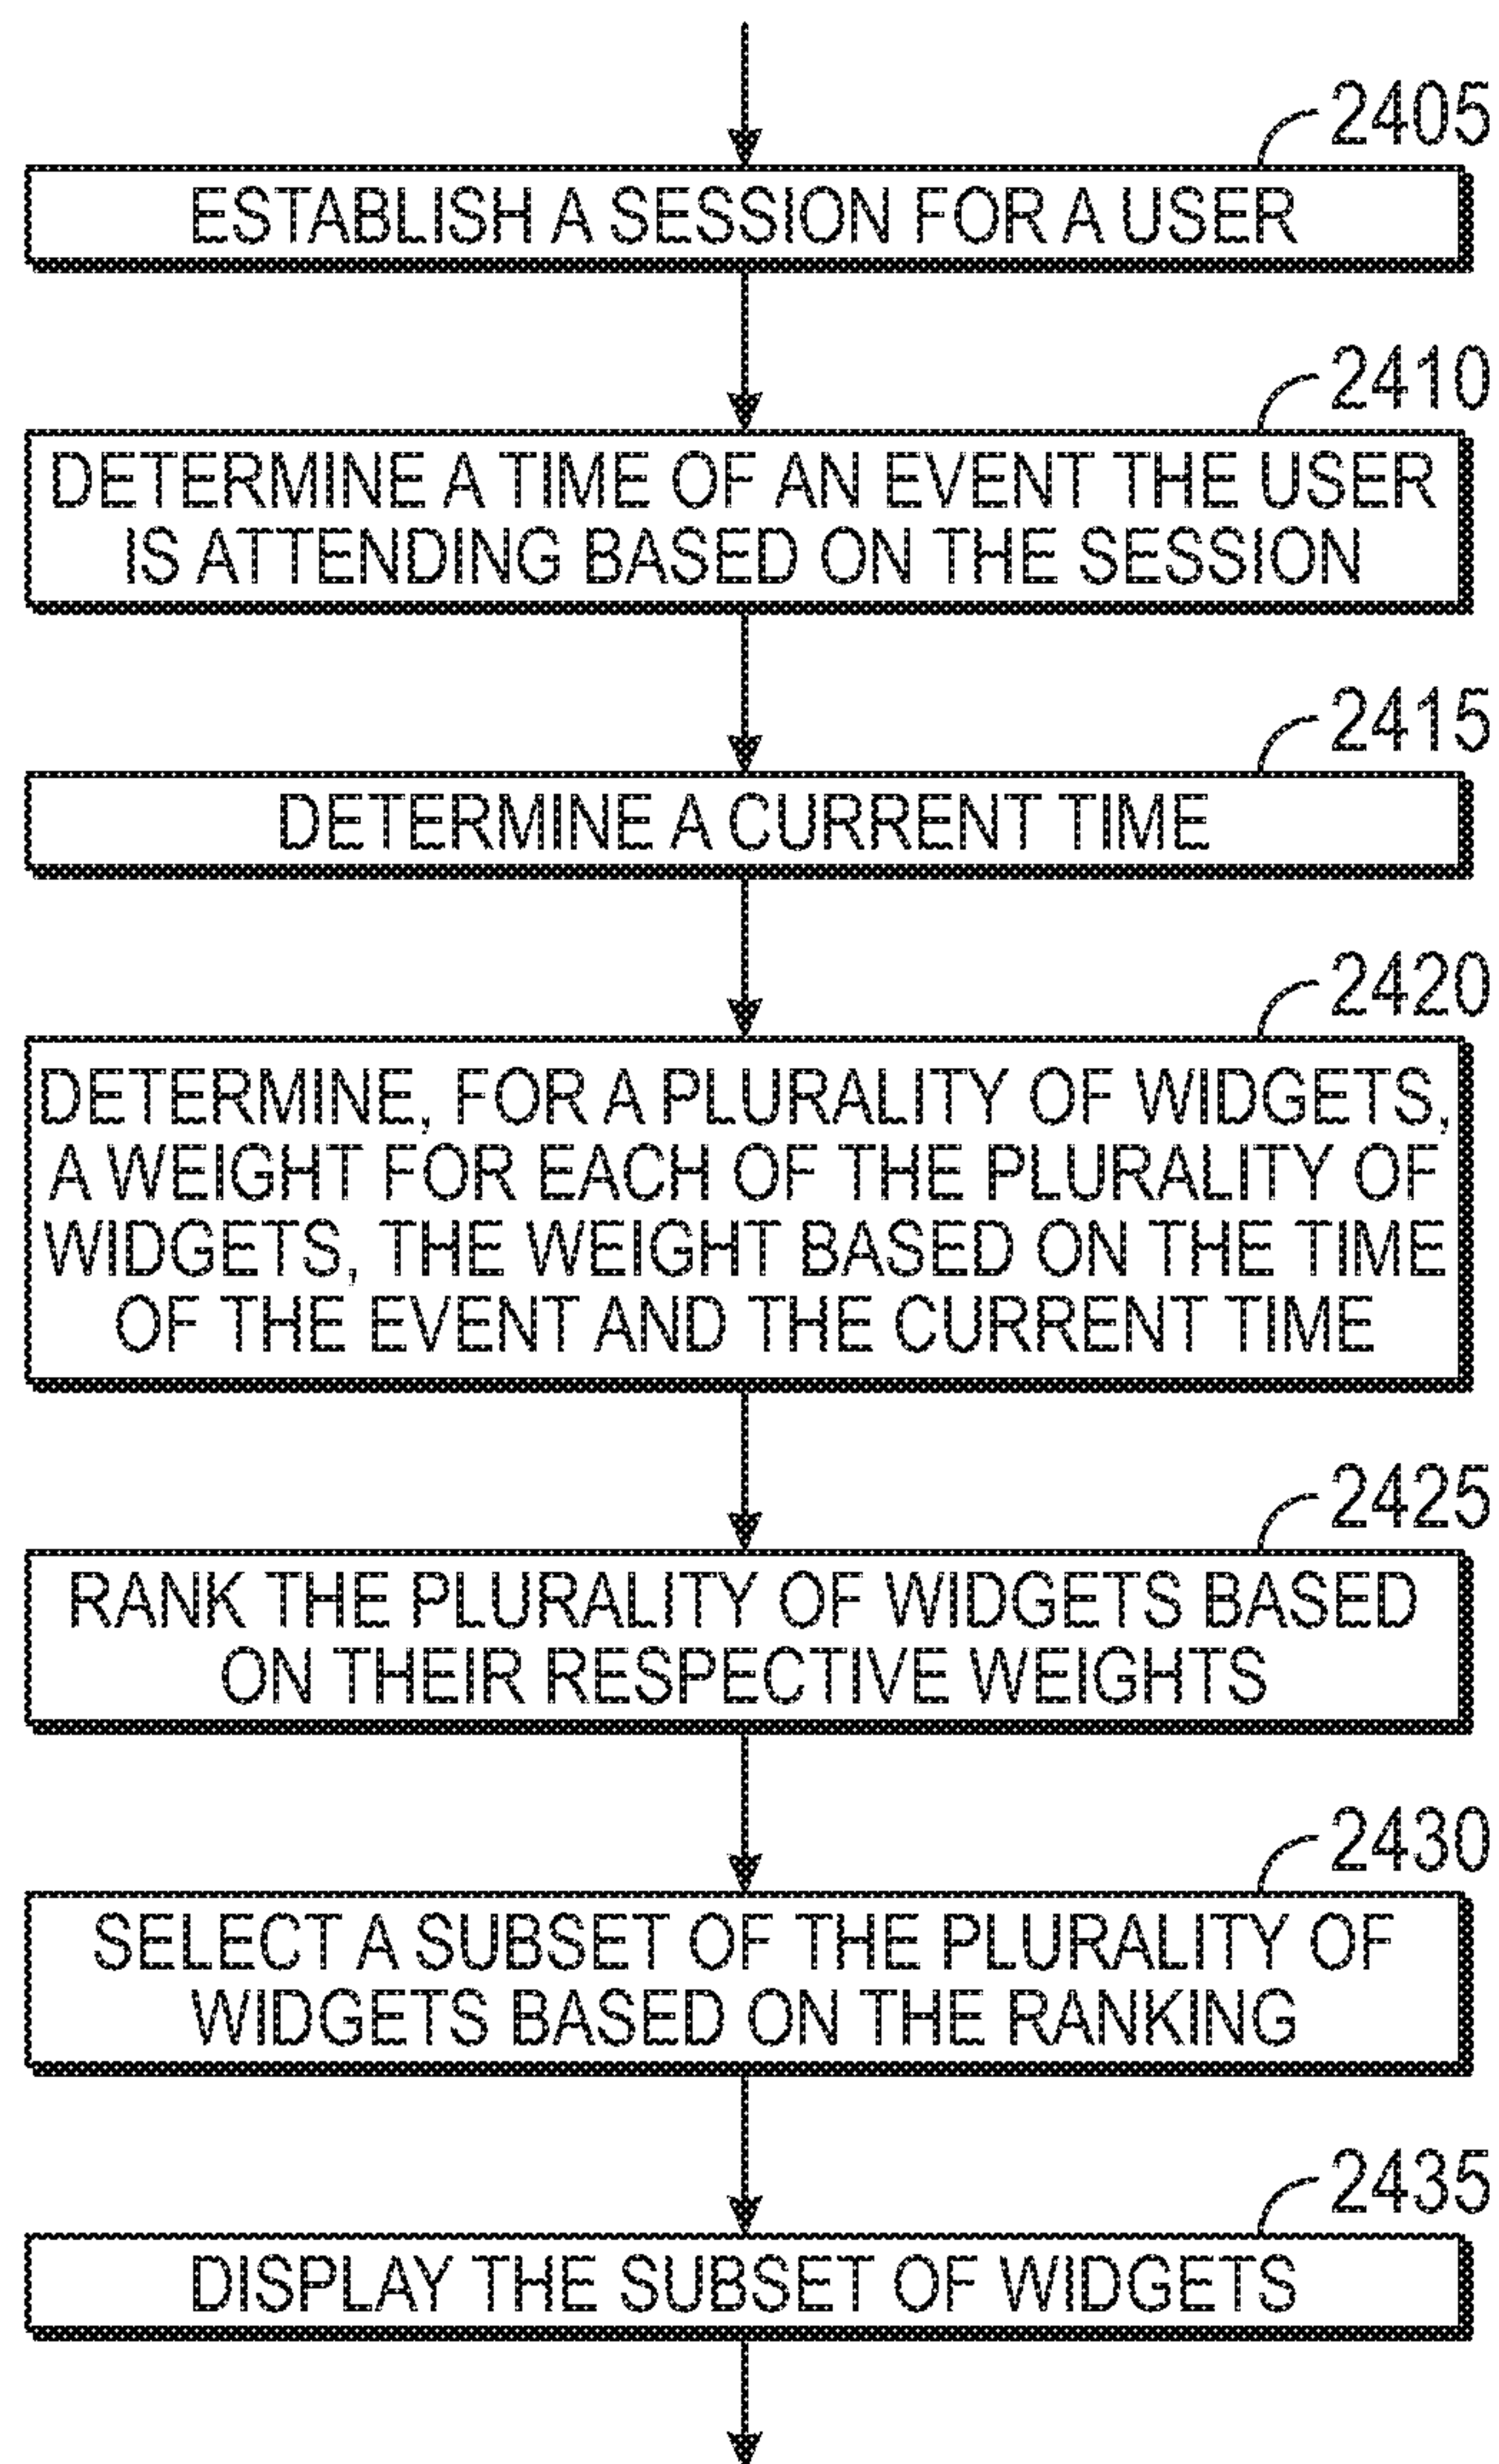 2405
ESTABLISH A SESSION FOR A USER
2410
DETERMINE A TIME OF AN EVENT THE USER
IS ATTENDING BASED ON THE SESSION
2415
DETERMINE A CURRENT TIME
2420
DETERMINE, FOR A PLURALITY OF WIDGETS,
A WEIGHT FOR EACH OF THE PLURALITY OF
WIDGETS, THE WEIGHT BASED ON THE TIME
OF THE EVENT AND THE CURRENT TIME
2425
RANK THE PLURALITY OF WIDGETS BASED
ON THEIR RESPECTIVE WEIGHTS
2430
SELECT A SUBSET OF THE PLURALITY OF
WIDGETS BASED ON THE RANKING
2435
DISPLAY THE SUBSET OF WIDGETS